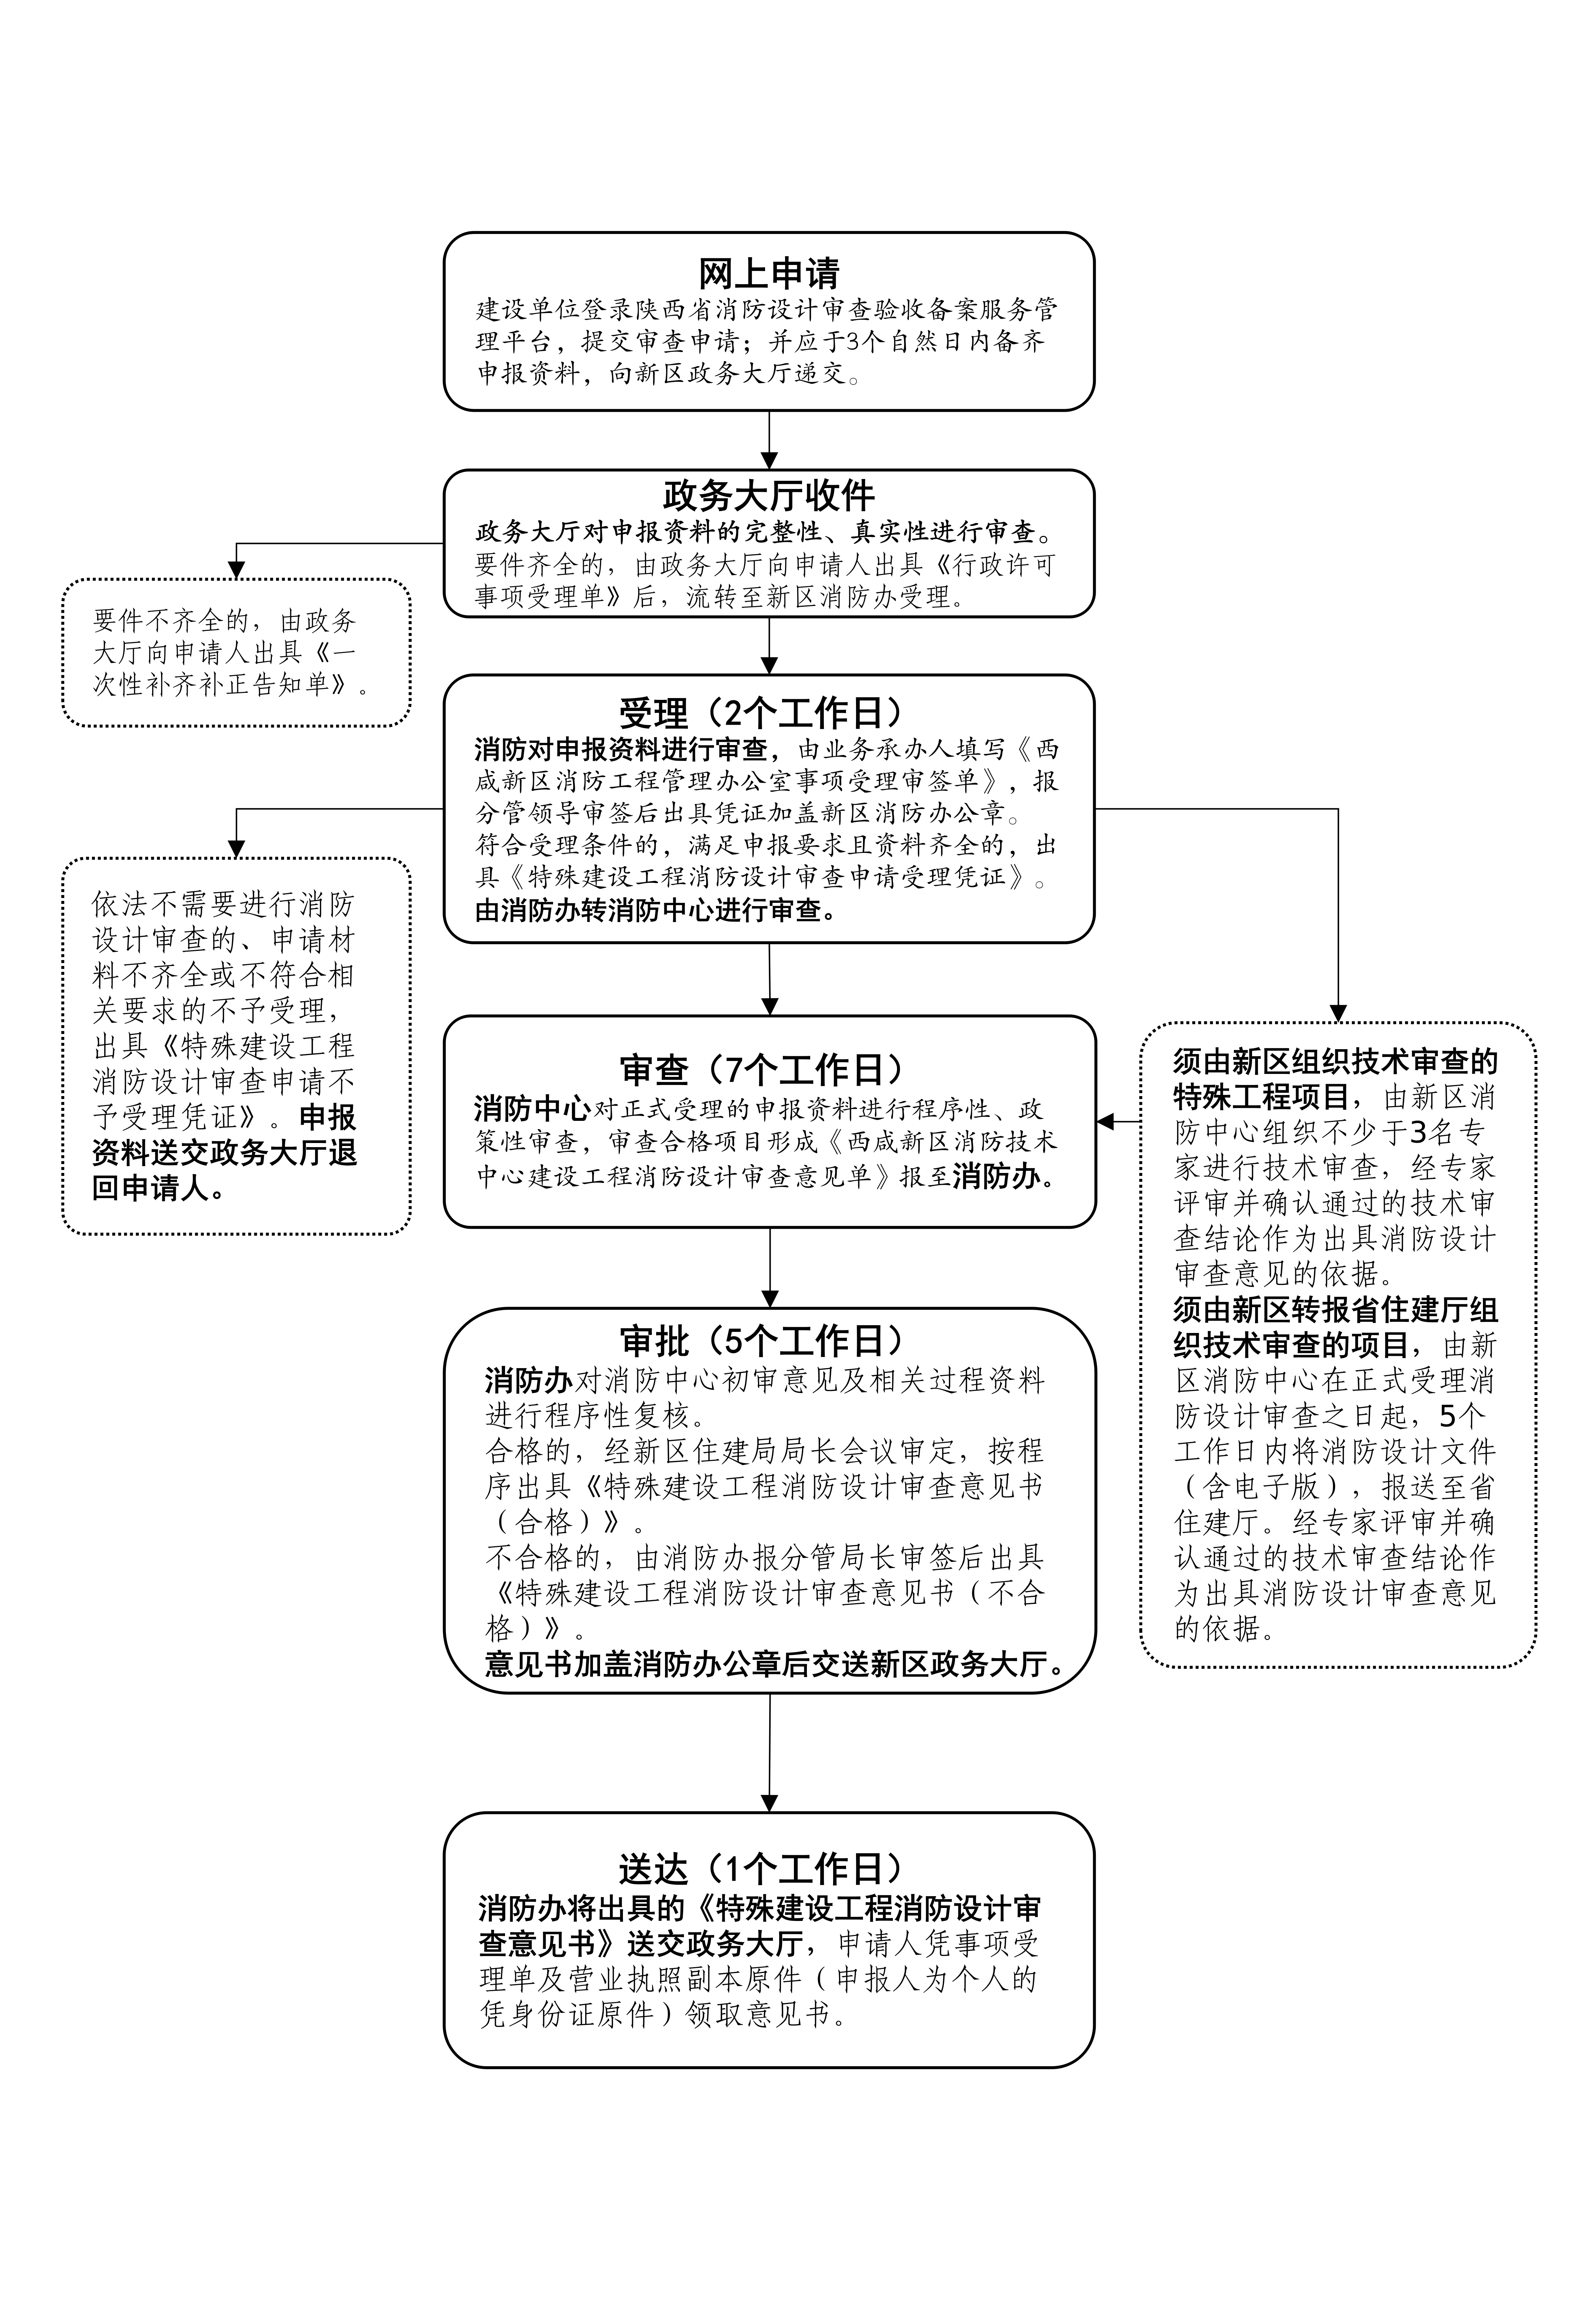 网上申请
建设单位登录陕西省消防设计审查验收备案服务管
理平台，提交审查申请；并应于3个自然日内备齐
申报资料，向新区政务大厅递交。
政务大厅收件
政务大厅对申报资料的完整性、真实性进行审查。
要件齐全的，由政务大厅向申请人出具《行政许可
事项受理单》后，流转至新区消防办受理。
要件不齐全的，由政务
大厅向申请人出具《一
次性补齐补正告知单》。
受理（2个工作日）
消防对申报资料进行审查，由业务承办人填写《西
咸新区消防工程管理办公室事项受理审签单》，报
分管领导审签后出具凭证加盖新区消防办公章。
符合受理条件的，满足申报要求且资料齐全的，出
具《特殊建设工程消防设计审查申请受理凭证》。
由消防办转消防中心进行审查。
依法不需要进行消防
设计审查的、申请材
料不齐全或不符合相
关要求的不予受理，
出具《特殊建设工程
消防设计审查申请不
予受理凭证》。申报
资料送交政务大厅退
回申请人。
审查（7个工作日）
消防中心对正式受理的申报资料进行程序性、政
策性审查，审查合格项目形成《西咸新区消防技术
中心建设工程消防设计审查意见单》报至消防办。
须由新区组织技术审查的
特殊工程项目，由新区消
防中心组织不少于3名专
家进行技术审查，经专家
评审并确认通过的技术审
查结论作为出具消防设计
审查意见的依据。
须由新区转报省住建厅组
织技术审查的项目，由新
区消防中心在正式受理消
防设计审查之日起，5个
工作日内将消防设计文件
（含电子版），报送至省
住建厅。经专家评审并确
认通过的技术审查结论作
为出具消防设计审查意见
的依据。
审批（5个工作日）
消防办对消防中心初审意见及相关过程资料
进行程序性复核。
合格的，经新区住建局局长会议审定，按程
序出具《特殊建设工程消防设计审查意见书
（合格）》。
不合格的，由消防办报分管局长审签后出具
《特殊建设工程消防设计审查意见书（不合
格）》。
意见书加盖消防办公章后交送新区政务大厅。
送达（1个工作日）
消防办将出具的《特殊建设工程消防设计审
查意见书》送交政务大厅，申请人凭事项受
理单及营业执照副本原件（申报人为个人的
凭身份证原件）领取意见书。